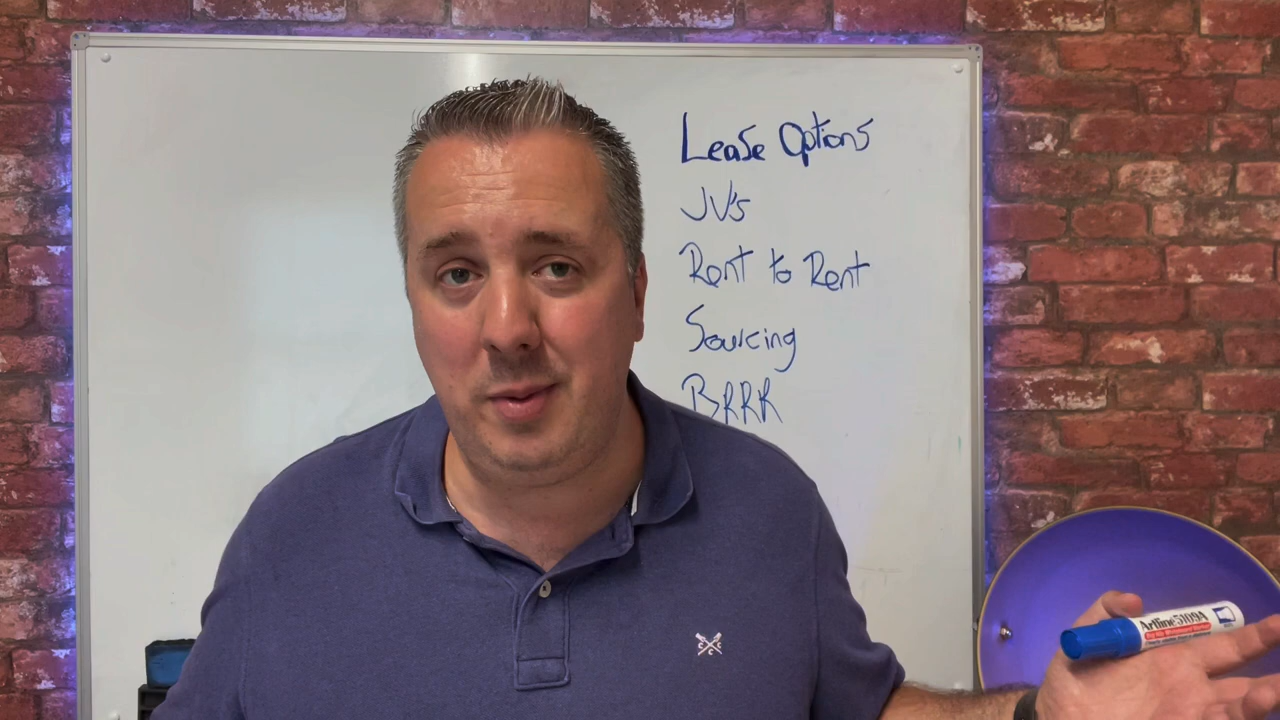 Lease Options
JV's
Rent to Rent
Sourcing
BRRR
Artline 5109A